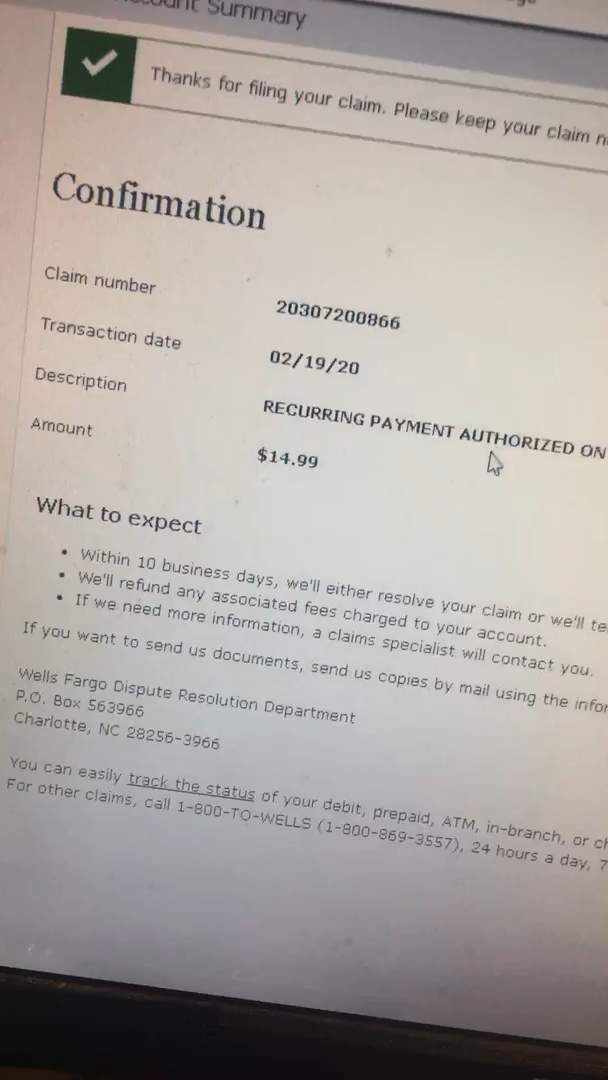 Account Summary
Thanks for filing your claim. Please keep your claim
Confirmation
Claim number
20307200866
Transaction date
02/19/20
Description
RECURRING PAYMENT AUTHORIZED ON
Amount
$14.99
What to expect
• Within 10 business days, we'll either resolve your claim or we'll
• We'll refund any associated fees charged to your account.
• If we need more information, a claims specialist will contact you.
If you want to send us documents, send us copies by mail using the
Wells Fargo Dispute Resolution Department
P.O. Box 563966
Charlotte, NC 28256-3966
You can easily track the status of your debit, prepaid, ATM, in-branch, or
For other claims, call 1-800-TO-WELLS (1-800-869-3557), 24 hours a day, 7